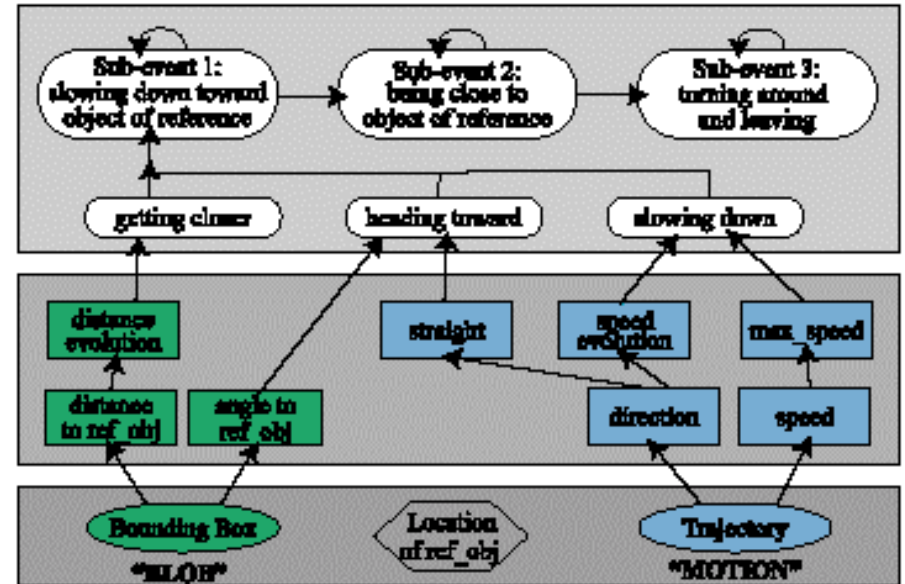 Sub-event 1:
slowing down toward
object of reference
Sub-event 2:
being close to
object of reference
Sub-event 3:
turning around
and leaving
getting closer
heading toward
slowing down
distance
evolution
straight
speed
evolution
max_speed
distance
to ref_obj
angle to
ref_obj
direction
speed
Bounding Box
"BLOB"
Location
of ref_obj
Trajectory
"MOTION"